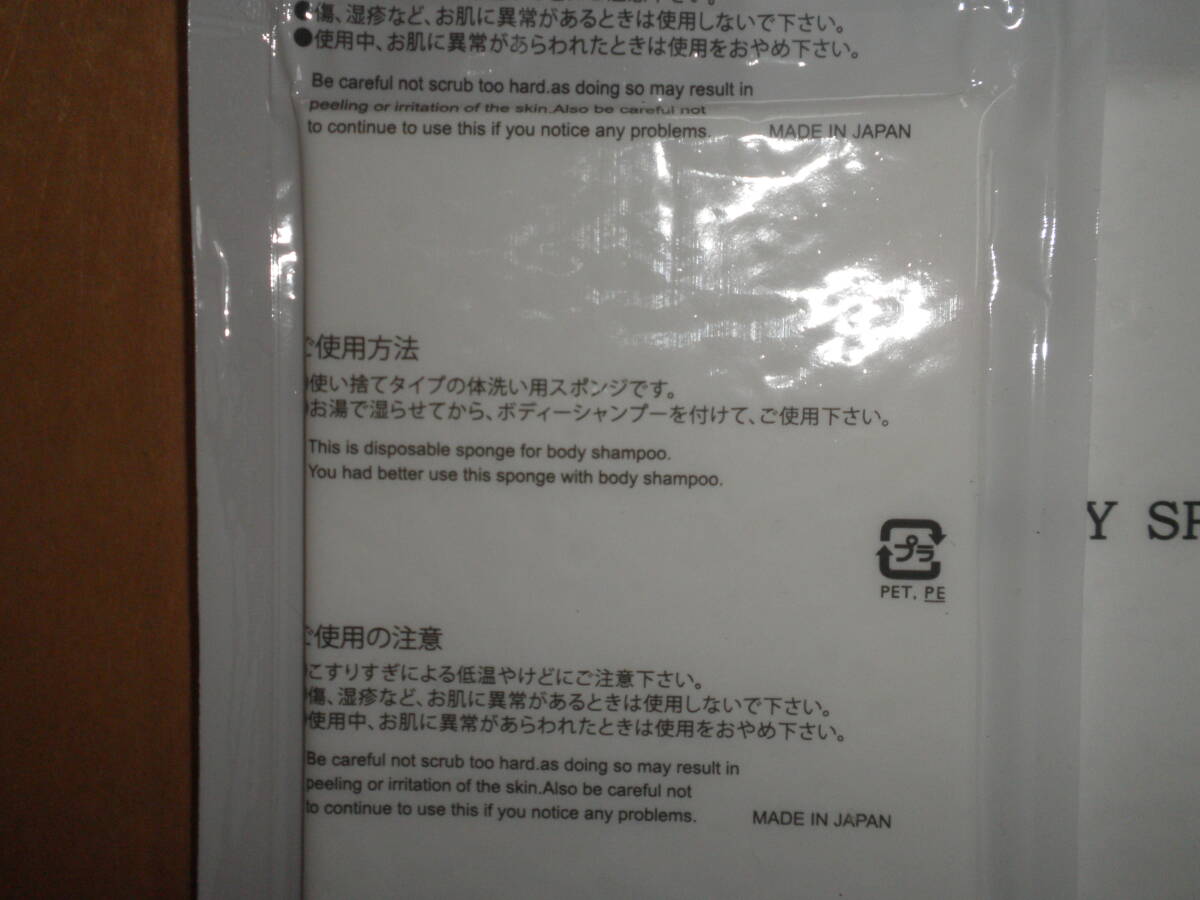 ●傷、湿疹など、お肌に異常があるときは使用しないで下さい。
●使用中、お肌に異常があらわれたときは使用をおやめ下さい。
Be careful not scrub too hard.as doing so may result in
peeling or irritation of the skin.Also be careful not
to continue to use this if you notice any problems.
MADE IN JAPAN
ご使用方法
●使い捨てタイプの体洗い用スポンジです。
●お湯で湿らせてから、ボディーシャンプーを付けて、ご使用下さい。
This is disposable sponge for body shampoo.
You had better use this sponge with body shampoo.
Y SP
プラ
PET, PE
ご使用の注意
●こすりすぎによる低温やけどにご注意下さい。
●傷、湿疹など、お肌に異常があるときは使用しないで下さい。
●使用中、お肌に異常があらわれたときは使用をおやめ下さい。
Be careful not scrub too hard.as doing so may result in
peeling or irritation of the skin.Also be careful not
to continue to use this if you notice any problems.
MADE IN JAPAN